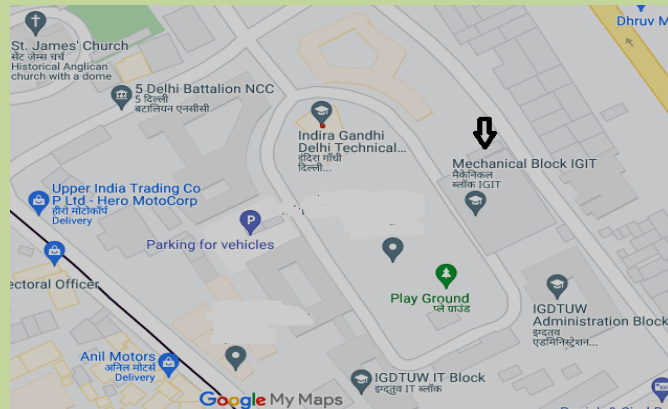 Dhruv M
St. James' Church
सेंट जेम्स चर्च
Historical Anglican
church with a dome
5 Delhi Battalion NCC
5 दिल्ली
बटालियन एनसीसी
Indira Gandhi
Delhi Technical...
इंदिरा गाँधी
दिल्ली...
Mechanical Block IGIT
मैकेनिकल
ब्लॉक IGIT
Upper India Trading Co
P Ltd - Hero MotoCorp
हीरो मोटोकॉर्प
Delivery
P
Parking for vehicles
ectoral Officer
Play Ground
प्ले ग्राउंड
IGDTUW
Administration Block
इग्दतुव
एडमिनिस्ट्रेशन...
Anil Motors
अनिल मोटर्स
Delivery
IGDTUW IT Block
इग्दतुव IT ब्लॉक
Google My Maps